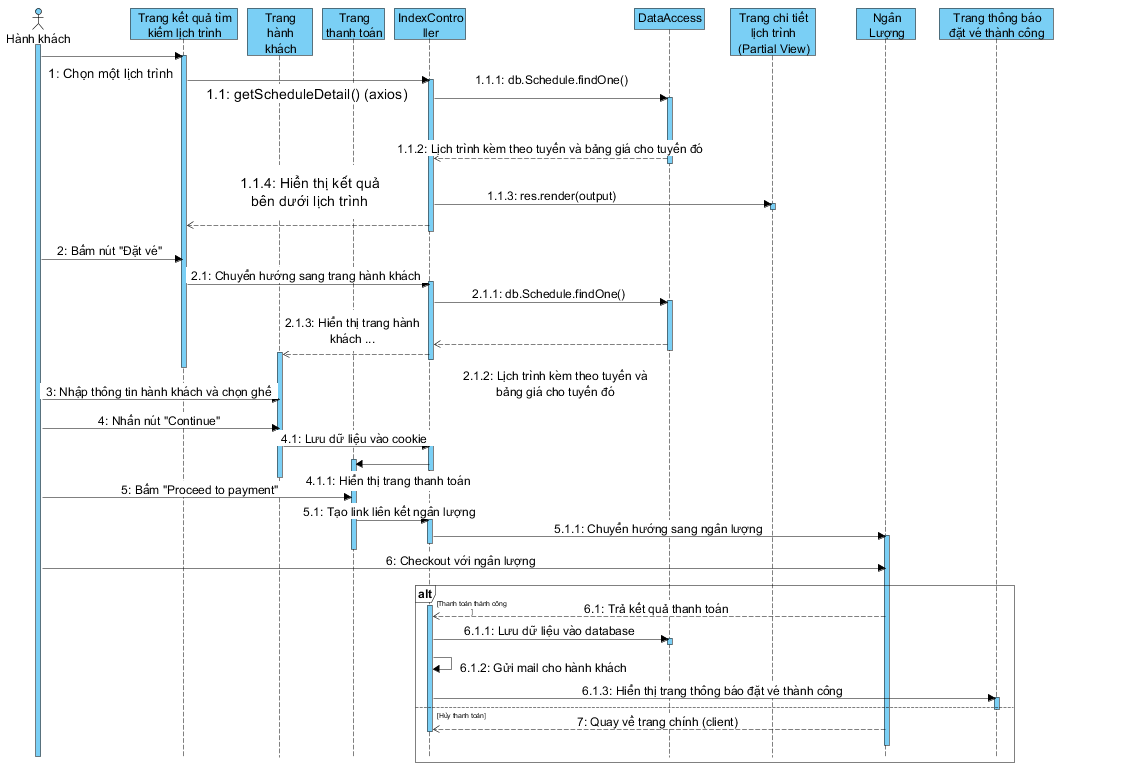 Hành khách
Trang kết quả tìm
kiếm lịch trình
Trang
hành
khách
Trang
thanh toán
IndexContro
ller
DataAccess
Trang chi tiết
lịch trình
(Partial View)
Ngân
Lượng
Trang thông báo
đặt vé thành công
1: Chọn một lịch trình
1.1: getScheduleDetail() (axios)
1.1.1: db.Schedule.findOne()
1.1.2: Lịch trình kèm theo tuyến và bảng giá cho tuyến đó
1.1.3: res.render(output)
1.1.4: Hiển thị kết quả
bên dưới lịch trình
2: Bấm nút "Đặt vé"
2.1: Chuyển hướng sang trang hành khách
2.1.1: db.Schedule.findOne()
2.1.3: Hiển thị trang hành
khách ...
2.1.2: Lịch trình kèm theo tuyến và
bảng giá cho tuyến đó
3: Nhập thông tin hành khách và chọn ghế
4: Nhấn nút "Continue"
4.1: Lưu dữ liệu vào cookie
4.1.1: Hiển thị trang thanh toán
5: Bấm "Proceed to payment"
5.1: Tạo link liên kết ngân lượng
5.1.1: Chuyển hướng sang ngân lượng
6: Checkout với ngân lượng
alt
[Thanh toán thành công
]
6.1: Trả kết quả thanh toán
6.1.1: Lưu dữ liệu vào database
6.1.2: Gửi mail cho hành khách
6.1.3: Hiển thị trang thông báo đặt vé thành công
[Hủy thanh toán]
7: Quay về trang chính (client)